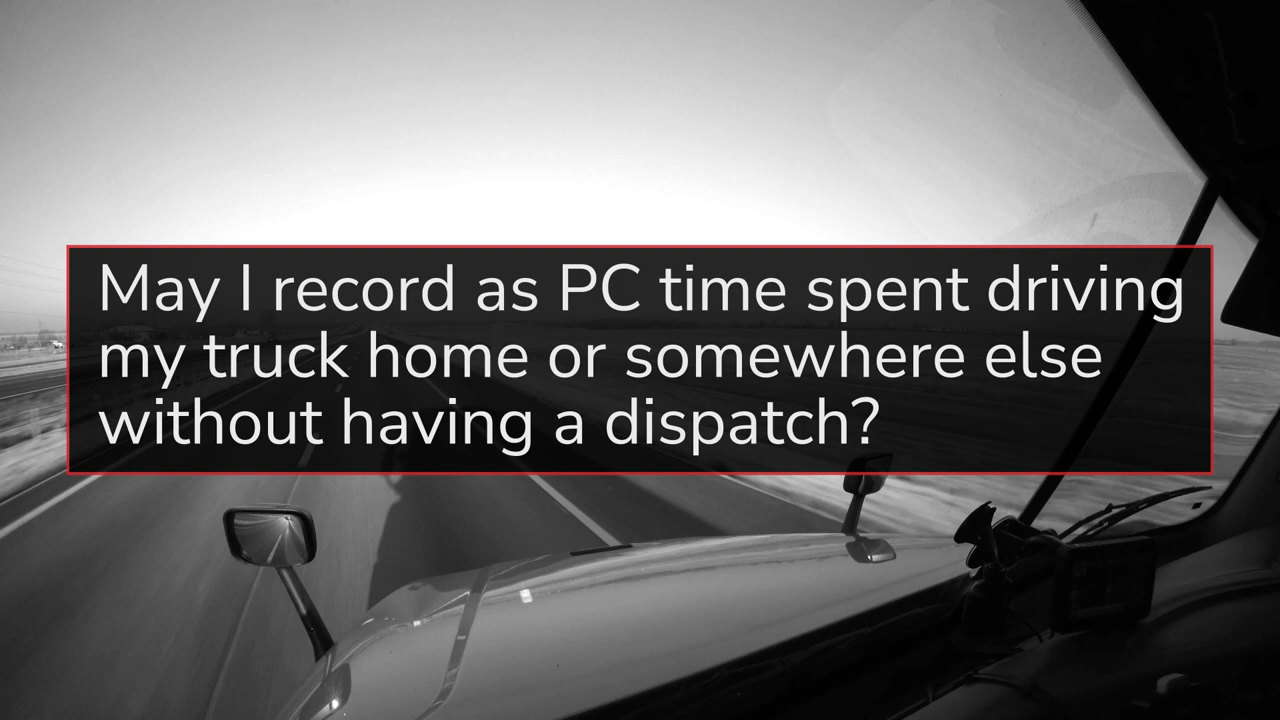 May I record as PC time spent driving
my truck home or somewhere else
without having a dispatch?